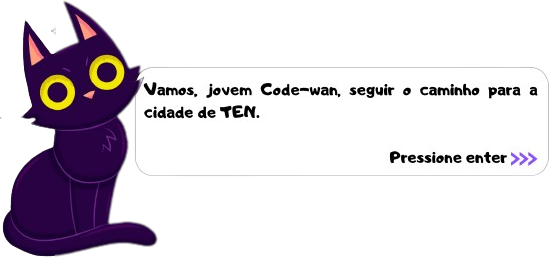 Vamos, jovem Code-wan, seguir o caminho para a
cidade de TEN.
Pressione enter >>>